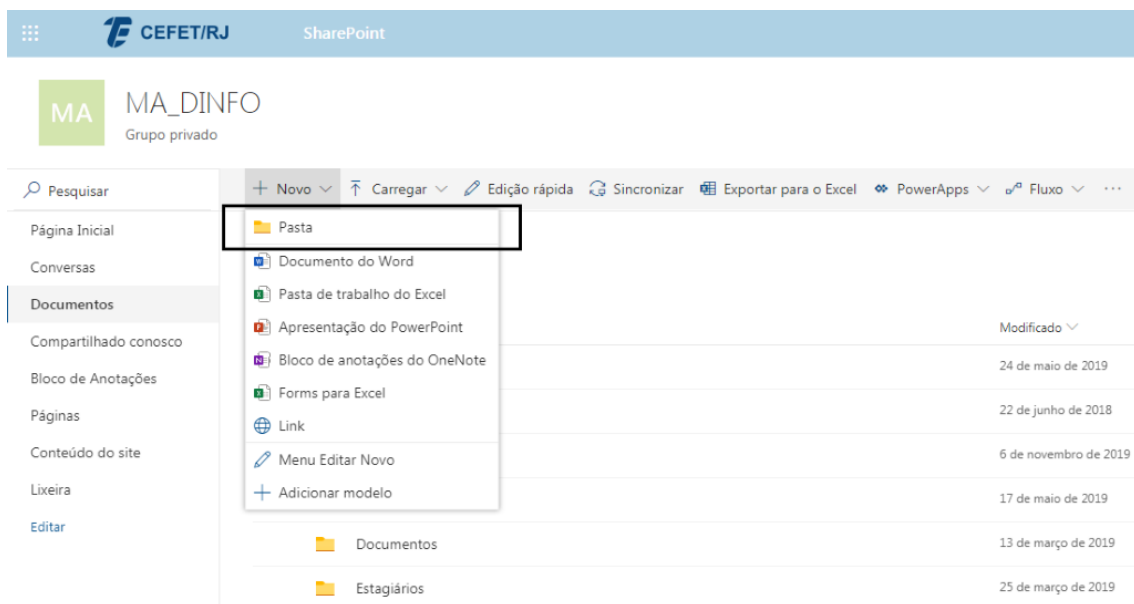 CEFET/RJ SharePoint
MA MA_DINFO
Grupo privado
Pesquisar
Novo Carregar Edição rápida Sincronizar Exportar para o Excel PowerApps Fluxo ...
Página Inicial
Conversas
Documentos
Compartilhado conosco
Bloco de Anotações
Páginas
Conteúdo do site
Lixeira
Editar
Pasta
Documento do Word
Pasta de trabalho do Excel
Apresentação do PowerPoint
Bloco de anotações do OneNote
Forms para Excel
Link
Menu Editar Novo
Adicionar modelo
Modificado
24 de maio de 2019
22 de junho de 2018
6 de novembro de 2019
17 de maio de 2019
Documentos 13 de março de 2019
Estagiários 25 de março de 2019